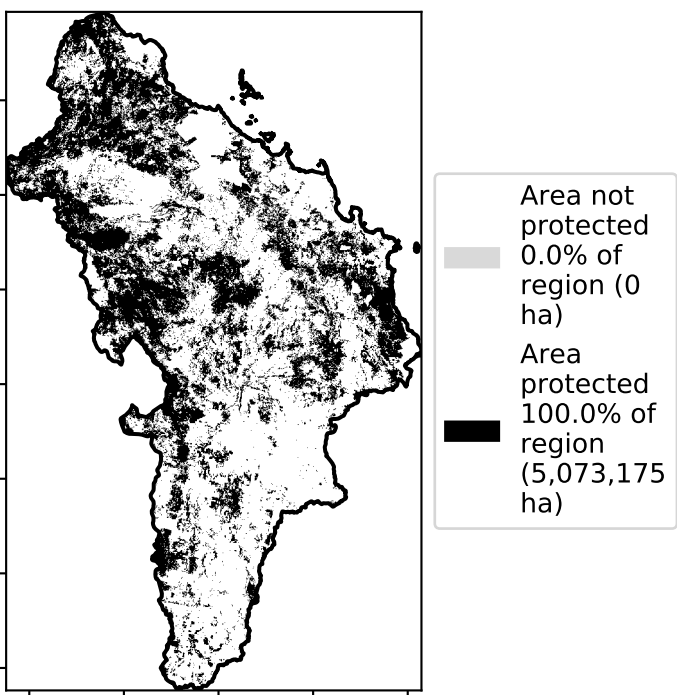 Area not
protected
0.0% of
region (0
ha)
Area
protected
100.0% of
region
(5,073,175
ha)